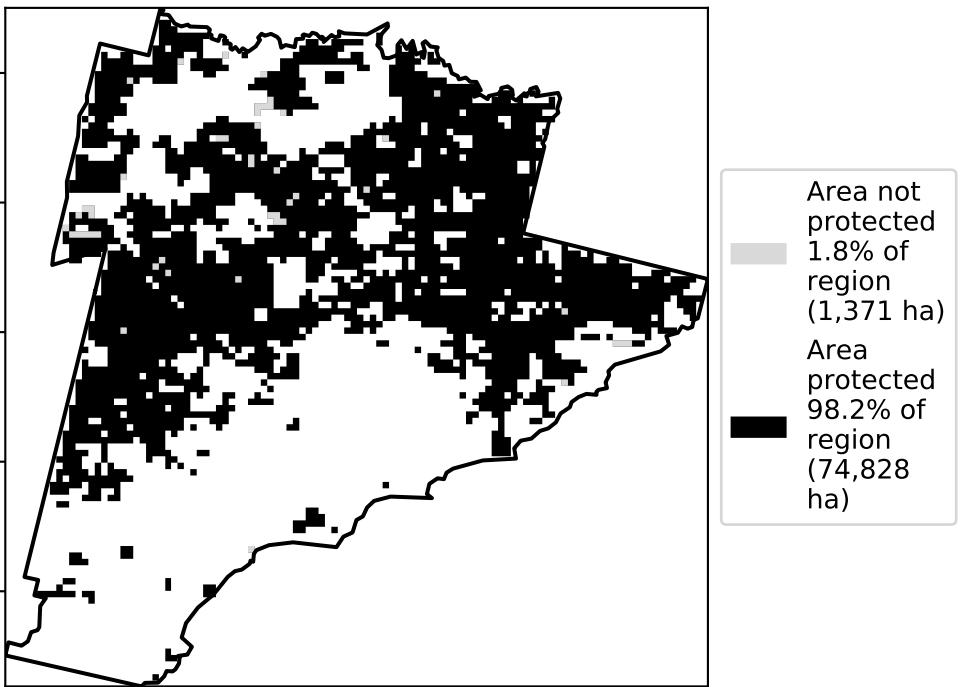 Area not
protected
1.8% of
region
(1,371 ha)
Area
protected
98.2% of
region
(74,828
ha)